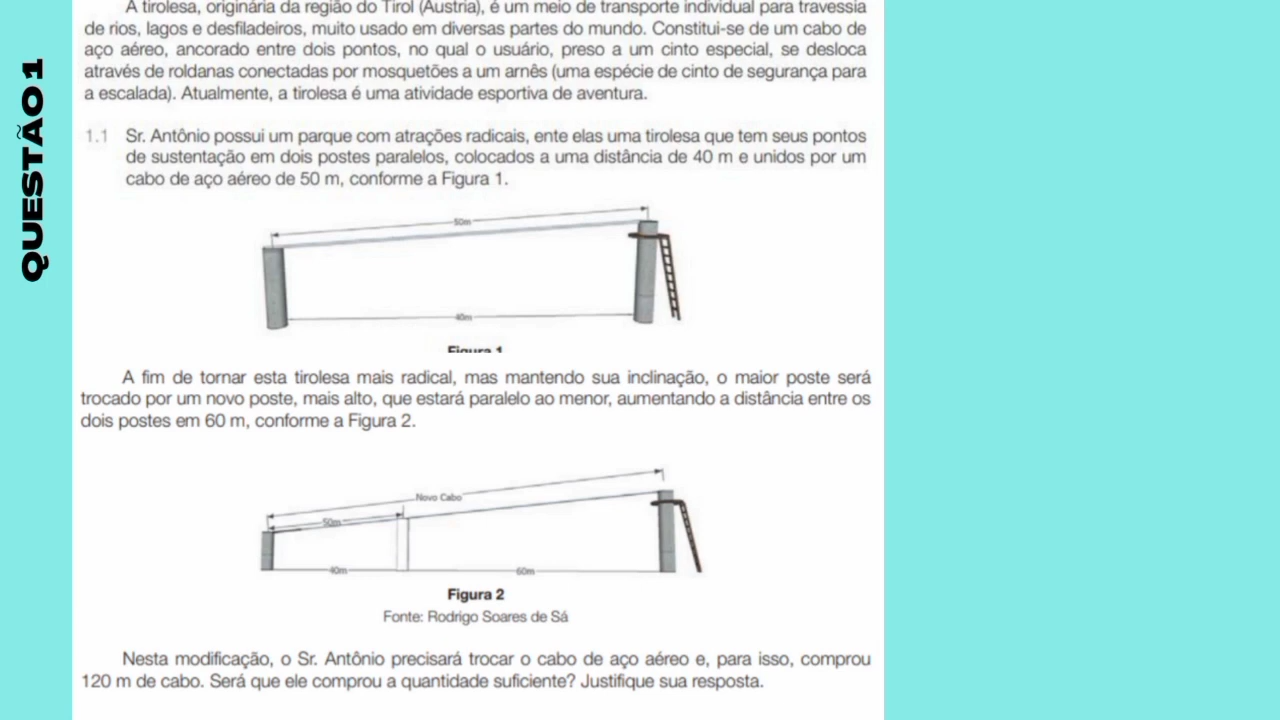 QUESTÃO 1
A tirolesa, originária da região do Tirol (Áustria), é um meio de transporte individual para travessia
de rios, lagos e desfiladeiros, muito usado em diversas partes do mundo. Constitui-se de um cabo de
aço aéreo, ancorado entre dois pontos, no qual o usuário, preso a um cinto especial, se desloca
através de roldanas conectadas por mosquetões a um arnês (uma espécie de cinto de segurança para
a escalada). Atualmente, a tirolesa é uma atividade esportiva de aventura.
1.1 Sr. Antônio possui um parque com atrações radicais, ente elas uma tirolesa que tem seus pontos
de sustentação em dois postes paralelos, colocados a uma distância de 40 m e unidos por um
cabo de aço aéreo de 50 m, conforme a Figura 1.
50m
40m
Figura 1
A fim de tornar esta tirolesa mais radical, mas mantendo sua inclinação, o maior poste será
trocado por um novo poste, mais alto, que estará paralelo ao menor, aumentando a distância entre os
dois postes em 60 m, conforme a Figura 2.
Novo Cabo
50m
40m
60m
Figura 2
Fonte: Rodrigo Soares de Sá
Nesta modificação, o Sr. Antônio precisará trocar o cabo de aço aéreo e, para isso, comprou
120 m de cabo. Será que ele comprou a quantidade suficiente? Justifique sua resposta.